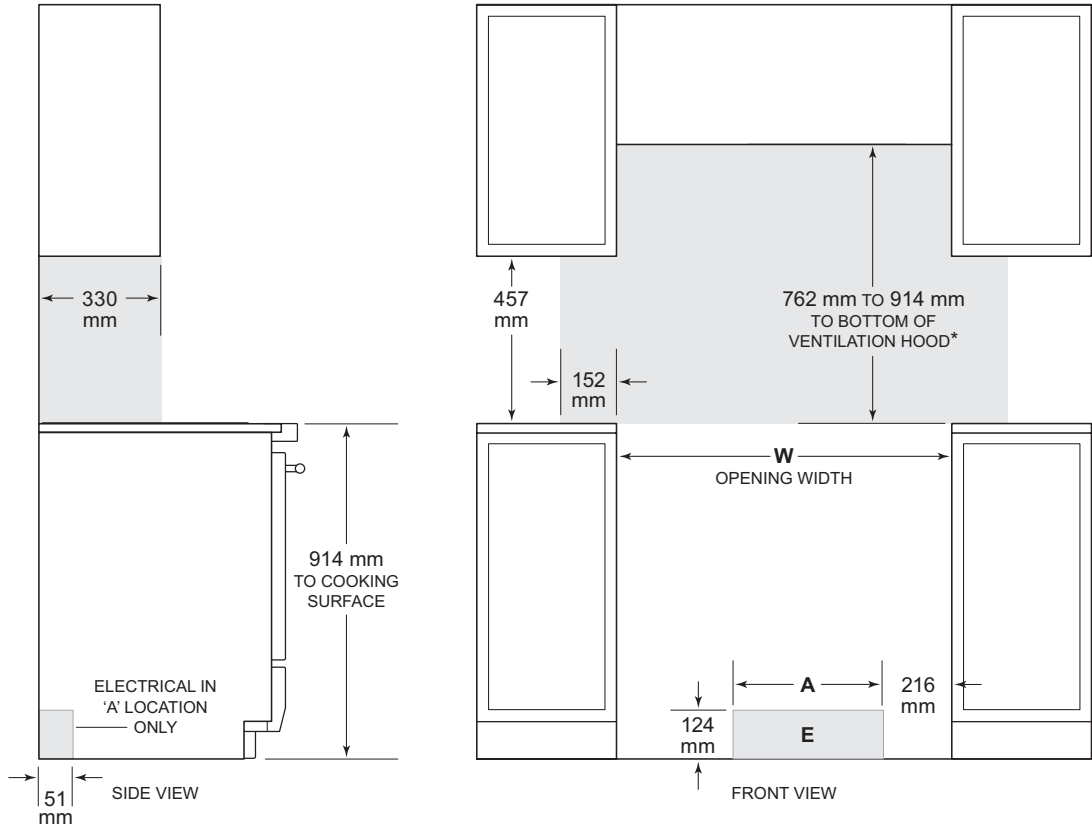 330
mm
914 mm
TO COOKING
SURFACE
ELECTRICAL IN
‘A’ LOCATION
ONLY
51
mm
SIDE VIEW
457
mm
152
mm
762 mm TO 914 mm
TO BOTTOM OF
VENTILATION HOOD*
W
OPENING WIDTH
A
216
mm
124
mm
E
FRONT VIEW